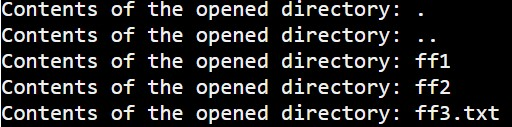 Contents of the opened directory: .
Contents of the opened directory: ..
Contents of the opened directory: ff1
Contents of the opened directory: ff2
Contents of the opened directory: ff3.txt